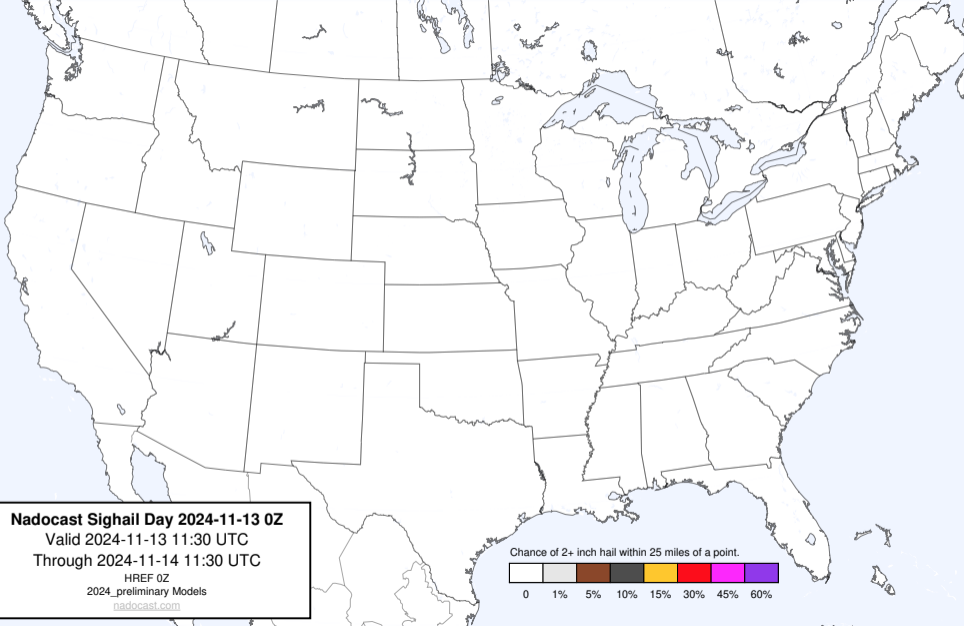 Nadocast Sighail Day 2024-11-13 0Z
Valid 2024-11-13 11:30 UTC
Through 2024-11-14 11:30 UTC
HREF 0Z
2024_preliminary Models
nadocast.com
Chance of 2+ inch hail within 25 miles of a point.
0 1% 5% 10% 15% 30% 45% 60%